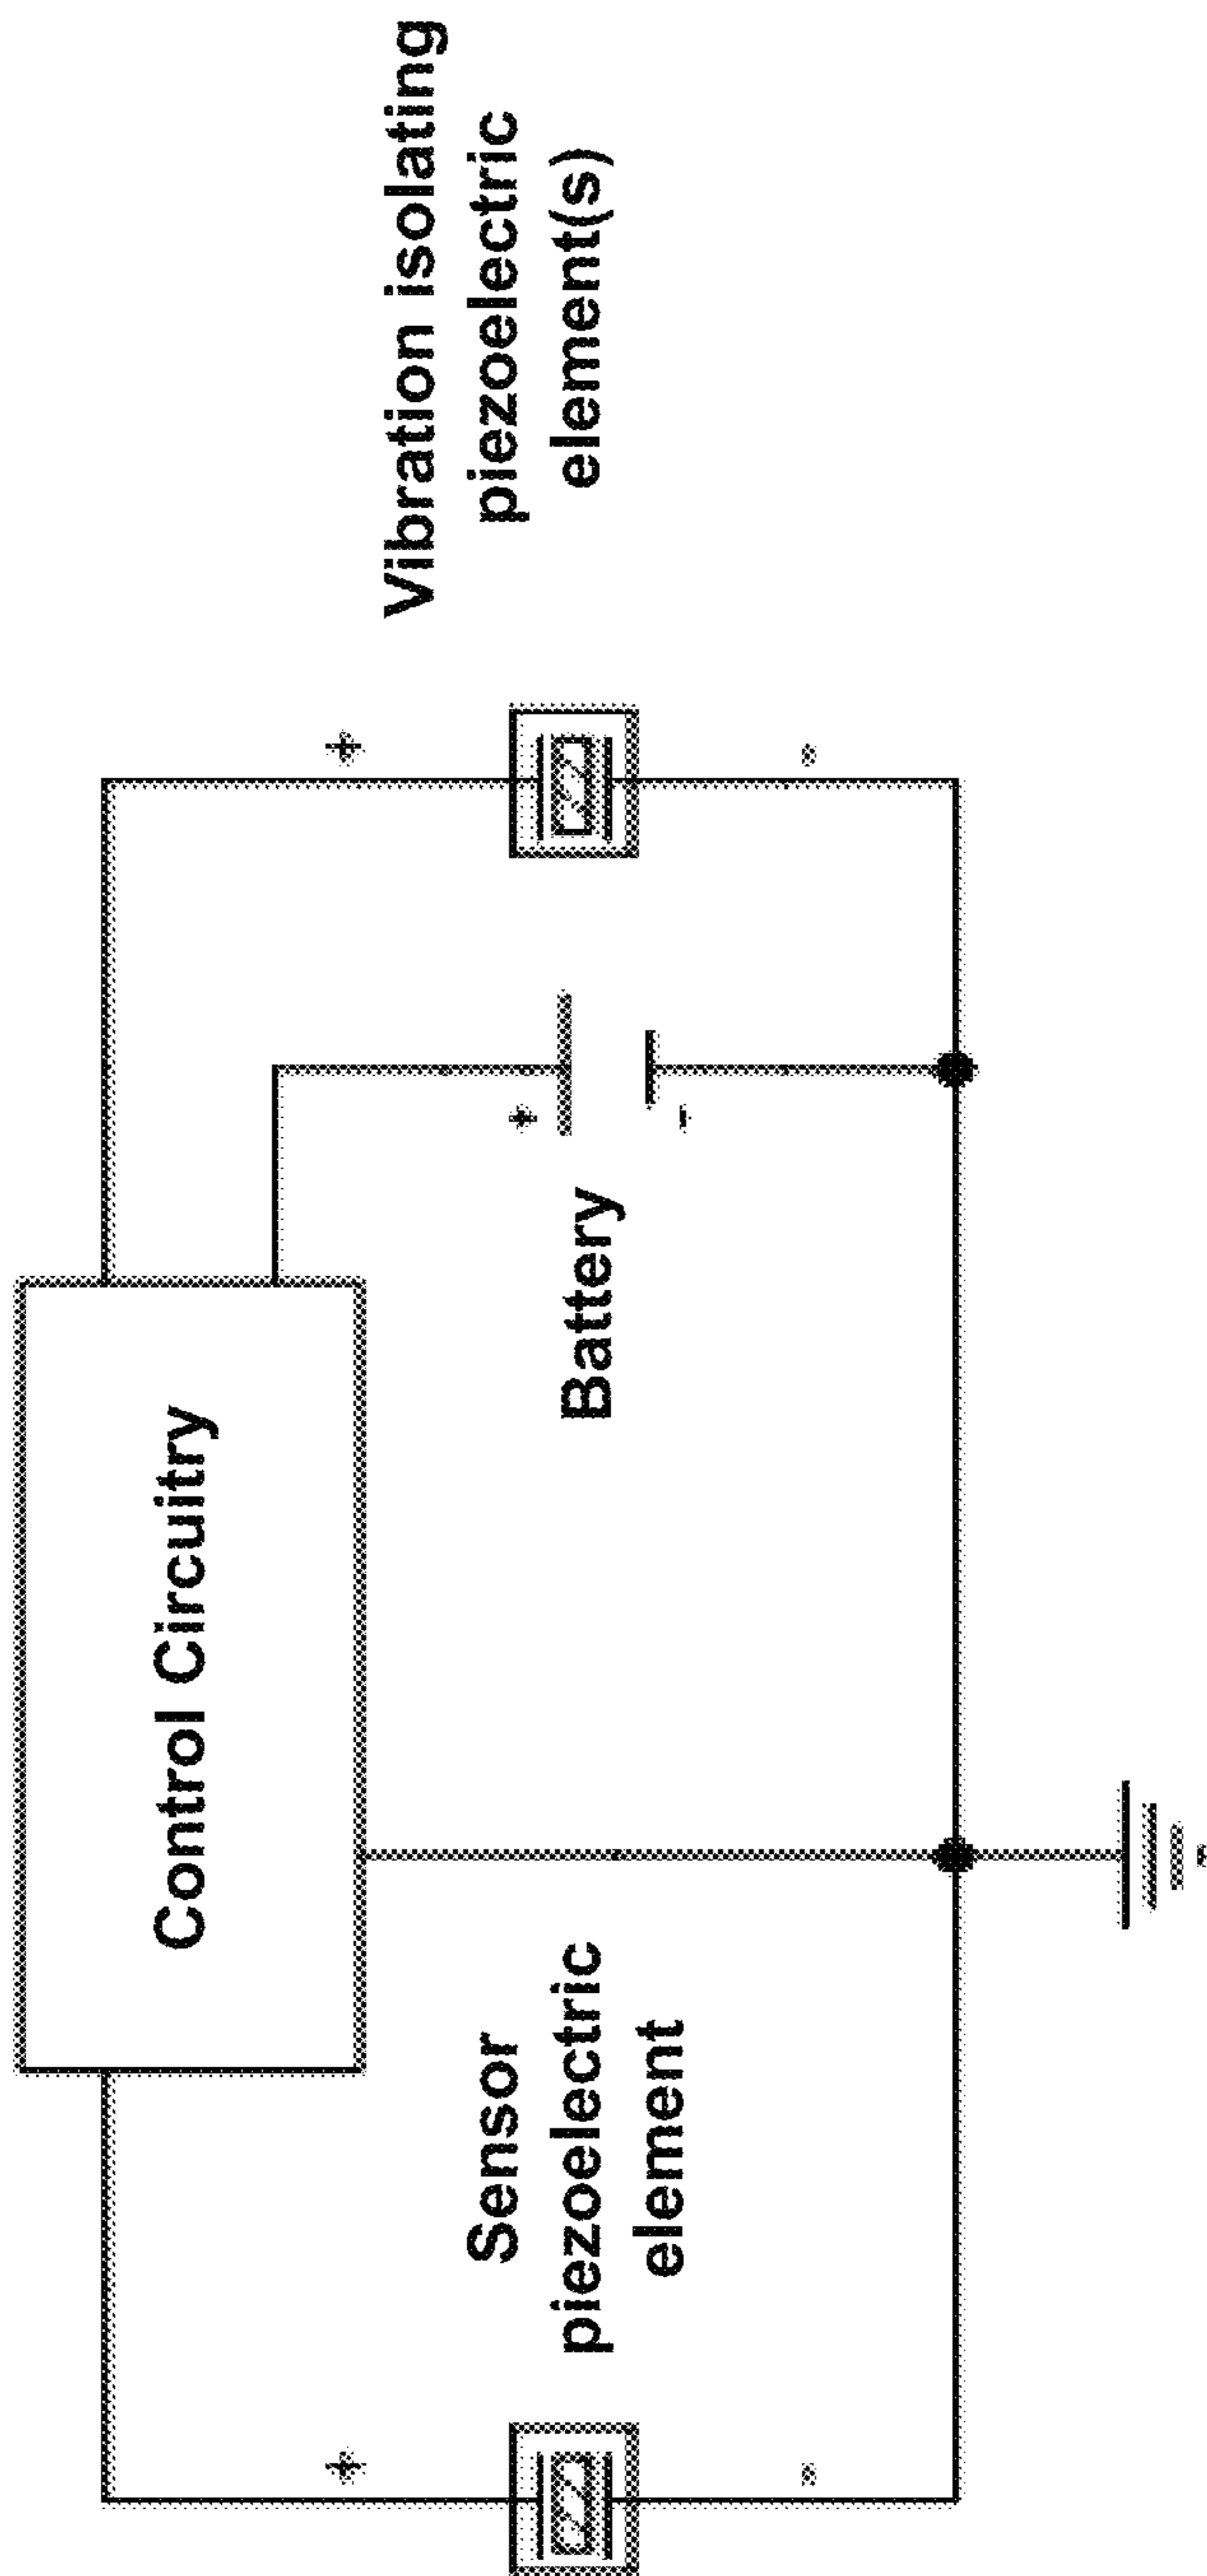 Control Circuitry
Sensor
piezoelectric
element
+
-
Battery
+
-
Vibration isolating
piezoelectric
element(s)
+
-